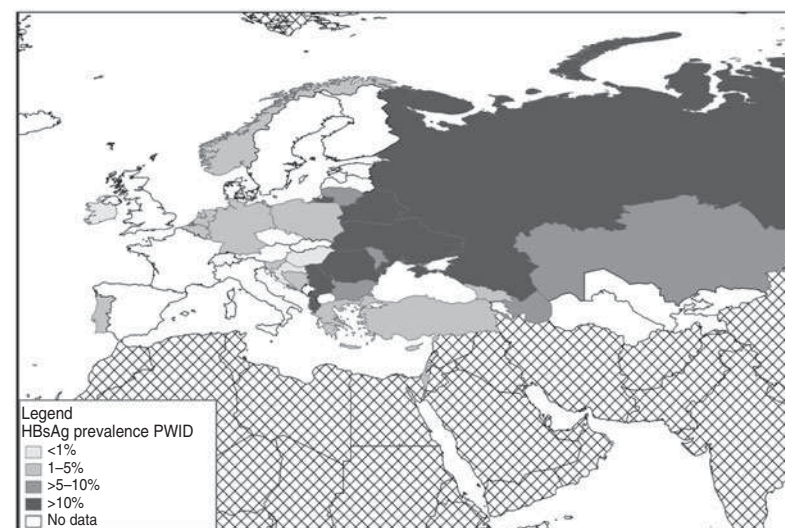 Legend
HBsAg prevalence PWID
<1%
1–5%
>5–10%
>10%
No data